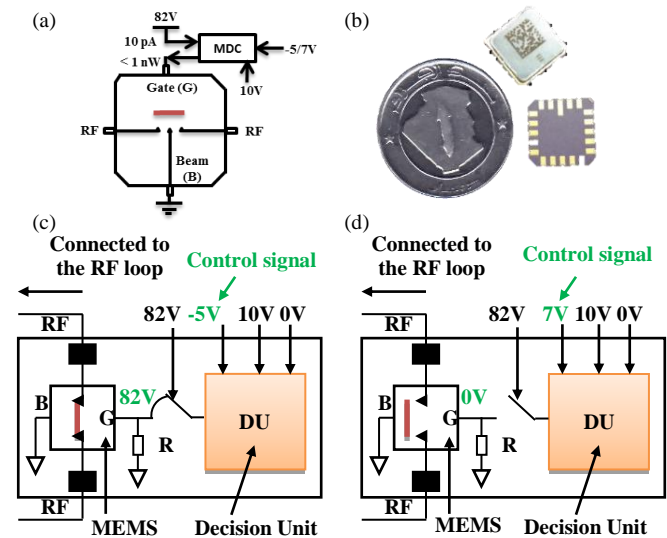 (a)
82V
10 pA
MDC
-5/7V
< 1 nW
10V
Gate (G)
RF
RF
Beam
(B)
(b)
(c)
Connected to
the RF loop
Control signal
RF
82V
-5V
10V
0V
B
82V
G
DU
R
RF
MEMS
Decision Unit
(d)
Connected to
the RF loop
Control signal
RF
82V
7V
10V
0V
B
0V
G
DU
R
RF
MEMS
Decision Unit